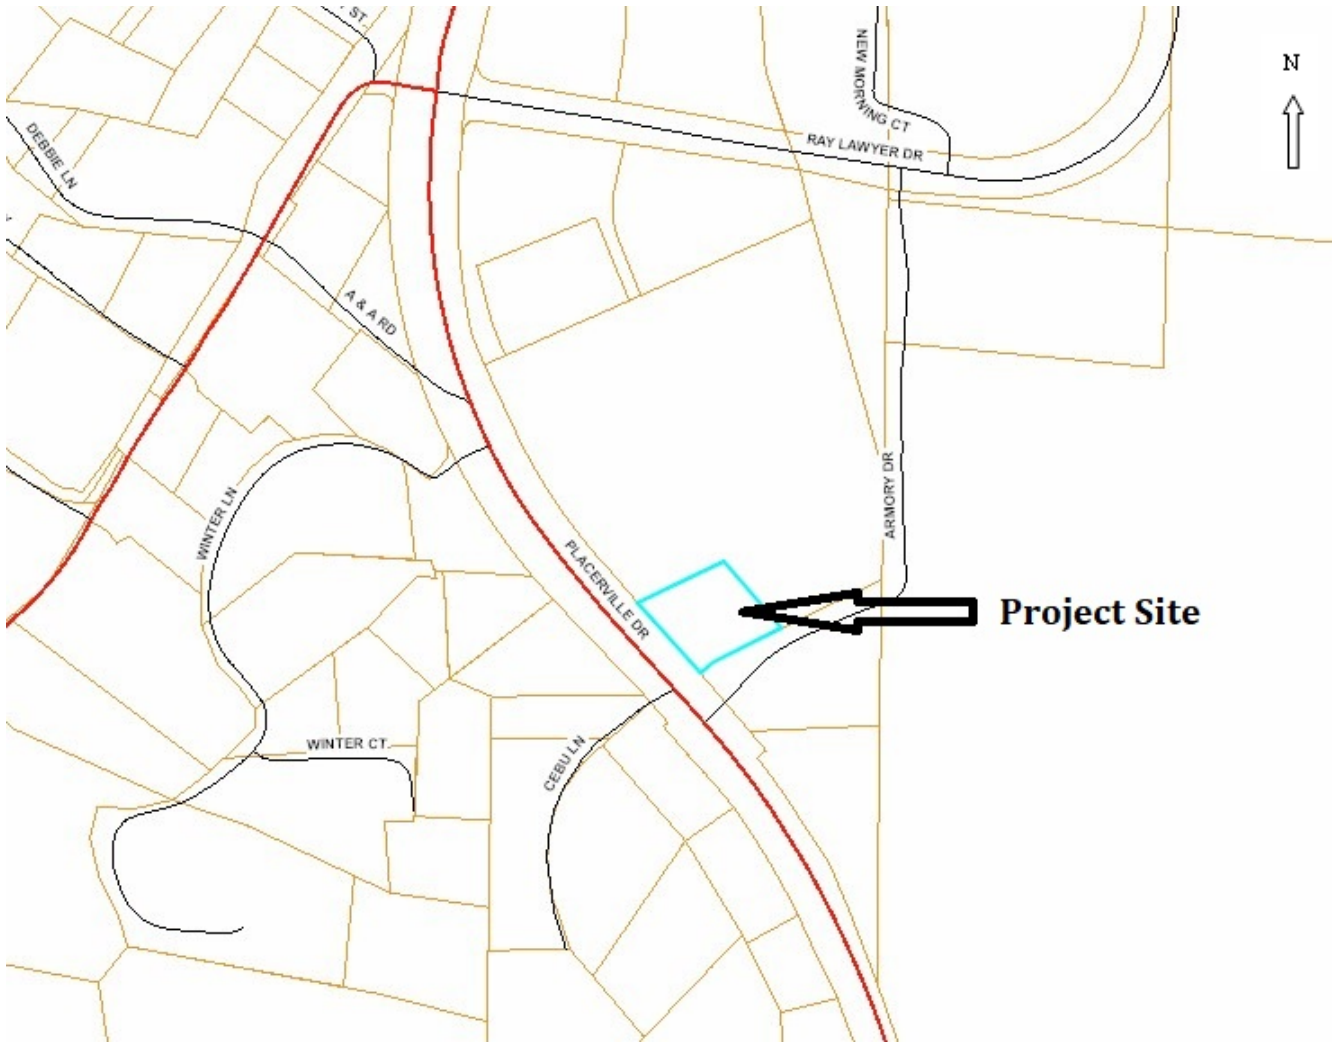 ST.
N
NEW MORNING CT
DEBBIE LN
RAY LAWYER DR
A & A RD
ARMORY DR
WINTER LN
PLACERVILLE DR
Project Site
WINTER CT.
CEBU LN